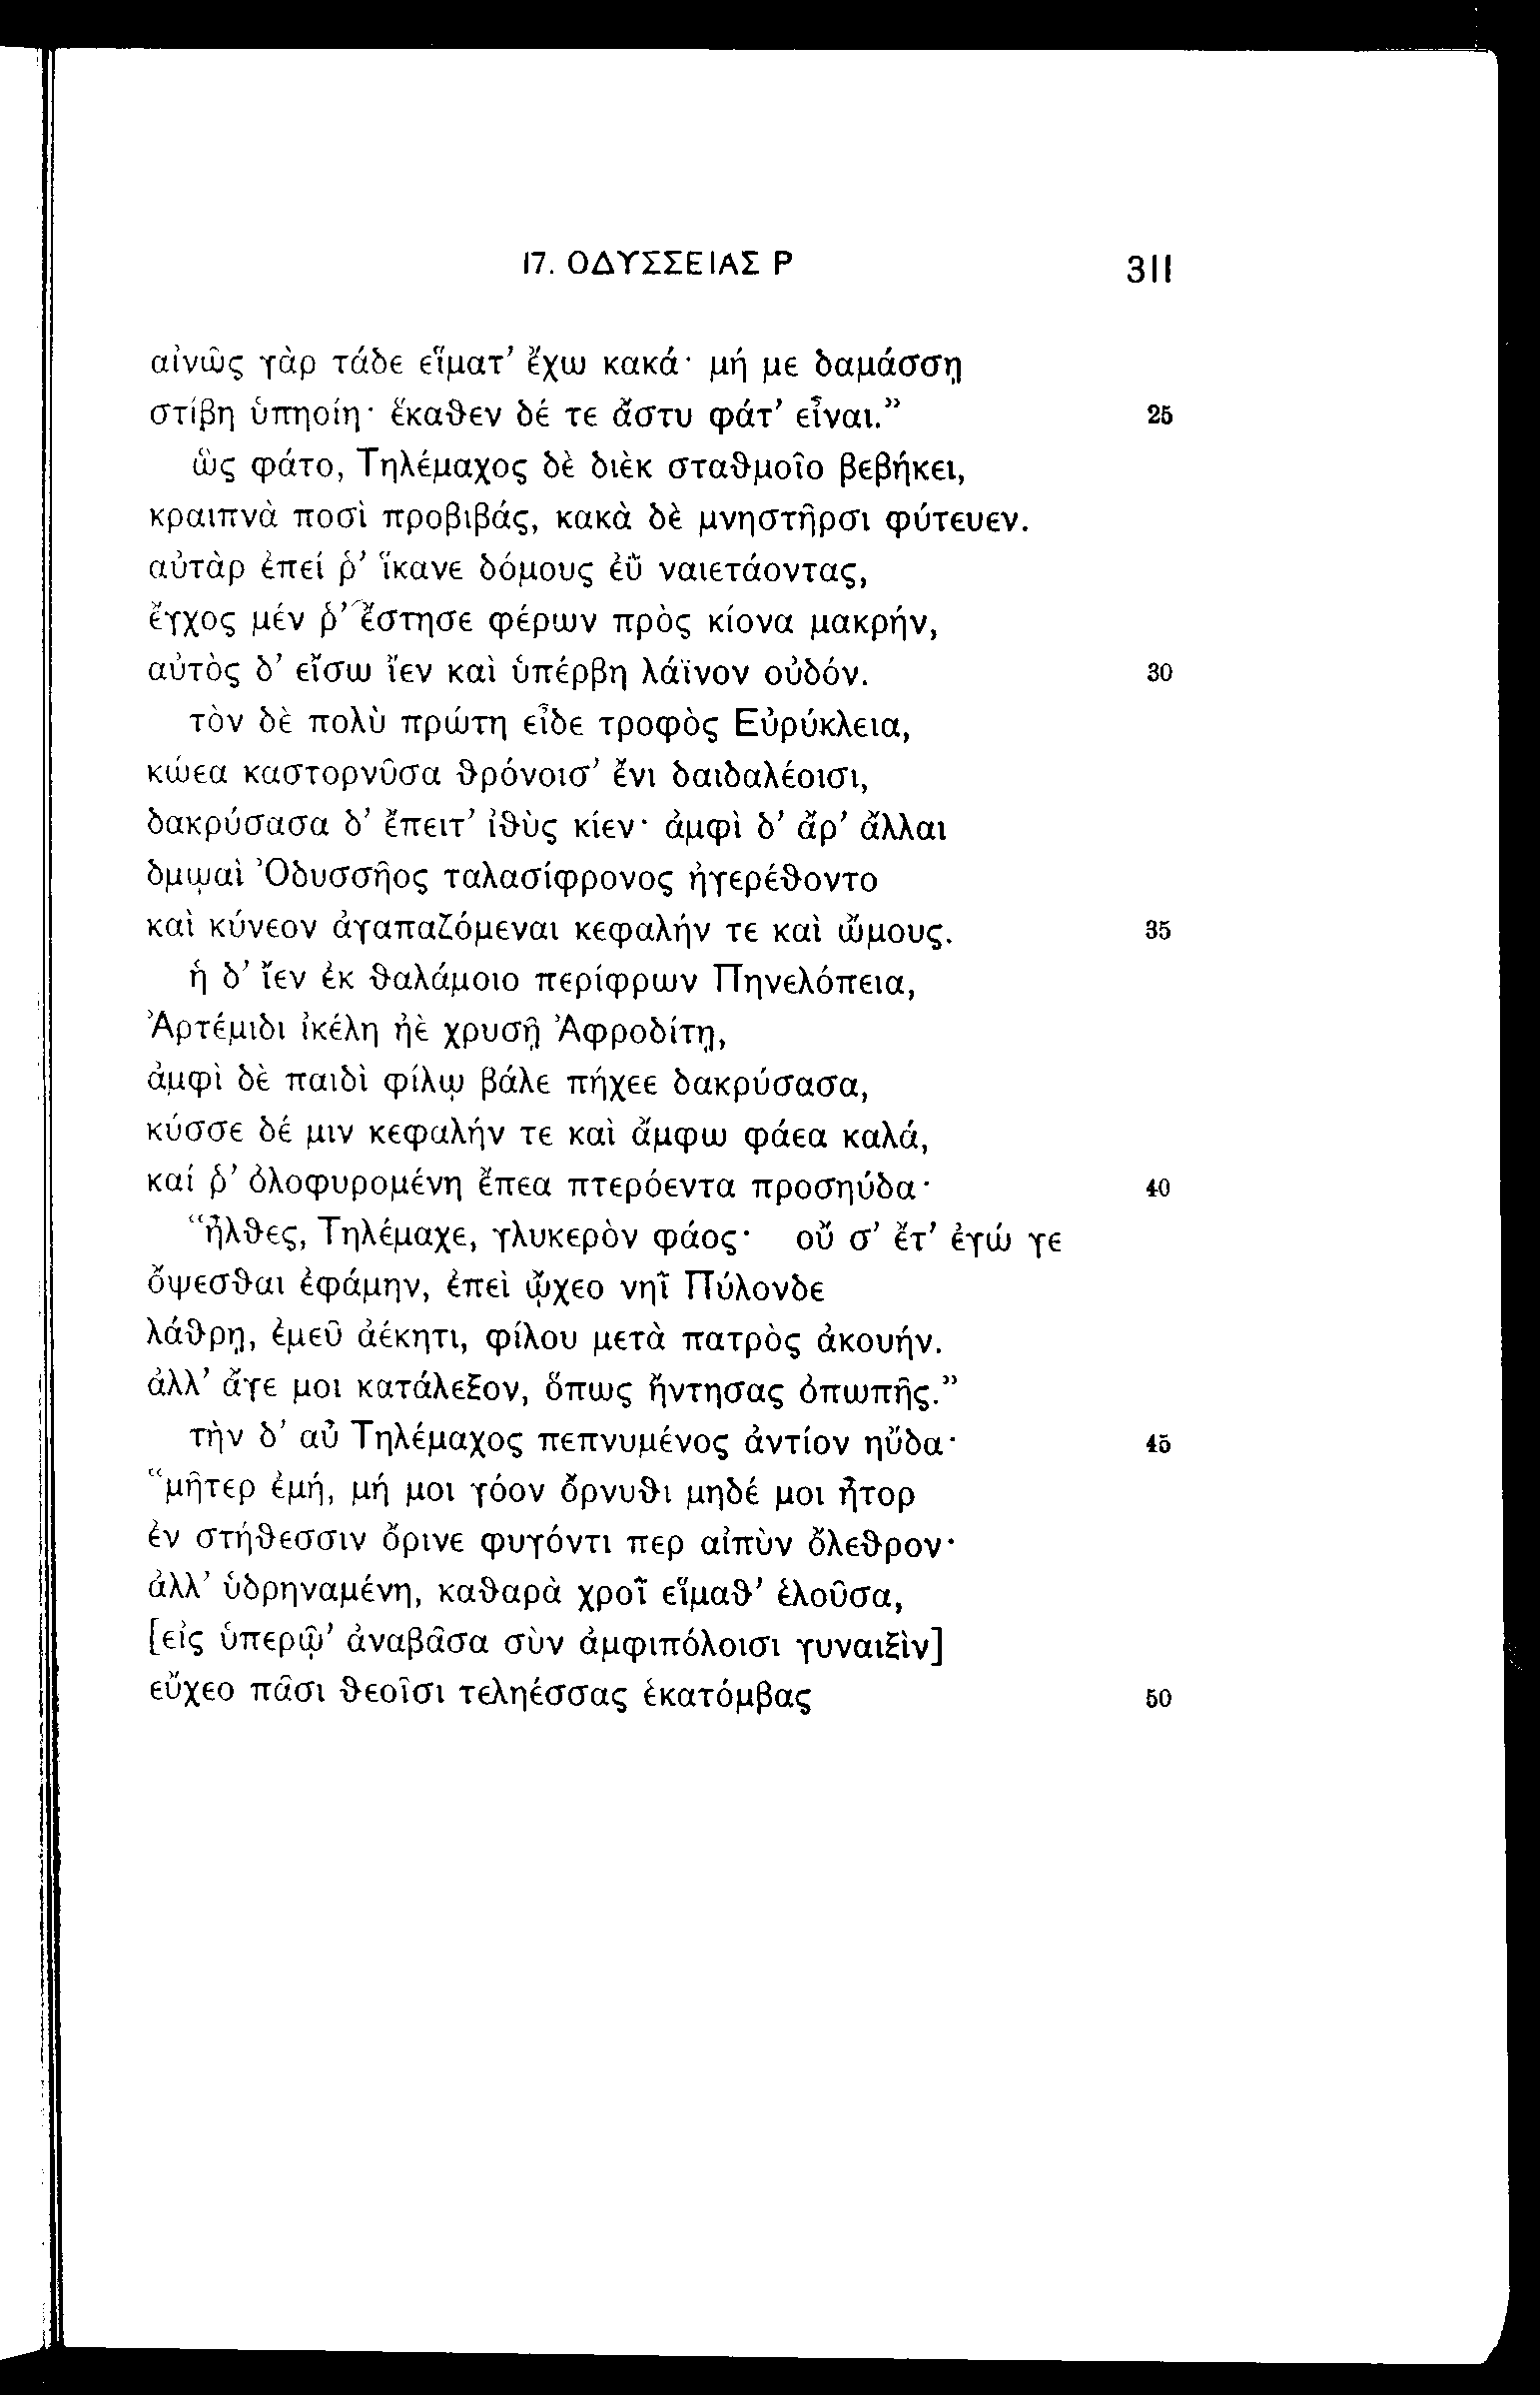 17. ΟΔΥΣΣΕΙΑΣ Ρ 311
αἰνῶς γὰρ τάδε εἵματ’ ἔχω κακά· μή με δαμάσσῃ
στίβη ὑπηοίη· ἕκαθεν δέ τε ἄστυ φάτ’ εἶναι.” 25
ὣς φάτο, Τηλέμαχος δὲ διὲκ σταθμοῖο βεβήκει,
κραιπνὰ ποσὶ προβιβάς, κακὰ δὲ μνηστῆρσι φύτευεν.
αὐτὰρ ἐπεί ῥ’ ἵκανε δόμους ἐῢ ναιετάοντας,
ἔγχος μέν ῥ’ ἔστησε φέρων πρὸς κίονα μακρήν,
αὐτὸς δ’ εἴσω ἴεν καὶ ὑπέρβη λάϊνον οὐδόν. 30
τὸν δὲ πολὺ πρώτη εἶδε τροφὸς Εὐρύκλεια,
κώεα καστορνῦσα θρόνοισ’ ἔνι δαιδαλέοισι,
δακρύσασα δ’ ἔπειτ’ ἰθὺς κίεν· ἀμφὶ δ’ ἄρ’ ἄλλαι
δμῳαὶ Ὀδυσσῆος ταλασίφρονος ἠγερέθοντο
καὶ κύνεον ἀγαπαζόμεναι κεφαλήν τε καὶ ὤμους. 35
ἡ δ’ ἴεν ἐκ θαλάμοιο περίφρων Πηνελόπεια,
Ἀρτέμιδι ἰκέλη ἠὲ χρυσῇ Ἀφροδίτῃ,
ἀμφὶ δὲ παιδὶ φίλῳ βάλε πήχεε δακρύσασα,
κύσσε δέ μιν κεφαλήν τε καὶ ἄμφω φάεα καλά,
καί ῥ’ ὀλοφυρομένη ἔπεα πτερόεντα προσηύδα· 40
“ἦλθες, Τηλέμαχε, γλυκερὸν φάος· οὔ σ’ ἔτ’ ἐγώ γε
ὄψεσθαι ἐφάμην, ἐπεὶ ᾤχεο νηῒ Πύλονδε
λάθρῃ, ἐμεῦ ἀέκητι, φίλου μετὰ πατρὸς ἀκουήν.
ἀλλ’ ἄγε μοι κατάλεξον, ὅπως ἤντησας ὀπωπῆς.”
τὴν δ’ αὖ Τηλέμαχος πεπνυμένος ἀντίον ηὔδα· 45
“μῆτερ ἐμή, μή μοι γόον ὄρνυθι μηδέ μοι ἦτορ
ἐν στήθεσσιν ὄρινε φυγόντι περ αἰπὺν ὄλεθρον·
ἀλλ’ ὑδρηναμένη, καθαρὰ χροῒ εἵμαθ’ ἑλοῦσα,
[εἰς ὑπερῷ’ ἀναβᾶσα σὺν ἀμφιπόλοισι γυναιξὶν]
εὔχεο πᾶσι θεοῖσι τεληέσσας ἑκατόμβας 50